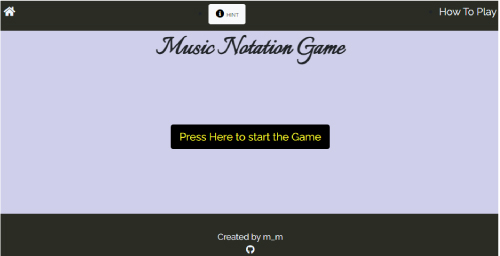 HINT
How To Play
Music Notation Game
Press Here to start the Game
Created by m_m